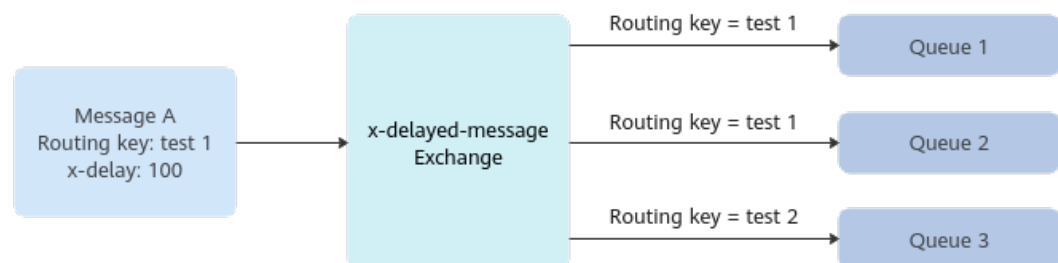 Message A
Routing key: test 1
x-delay: 100
x-delayed-message
Exchange
Routing key = test 1
Queue 1
Routing key = test 1
Queue 2
Routing key = test 2
Queue 3